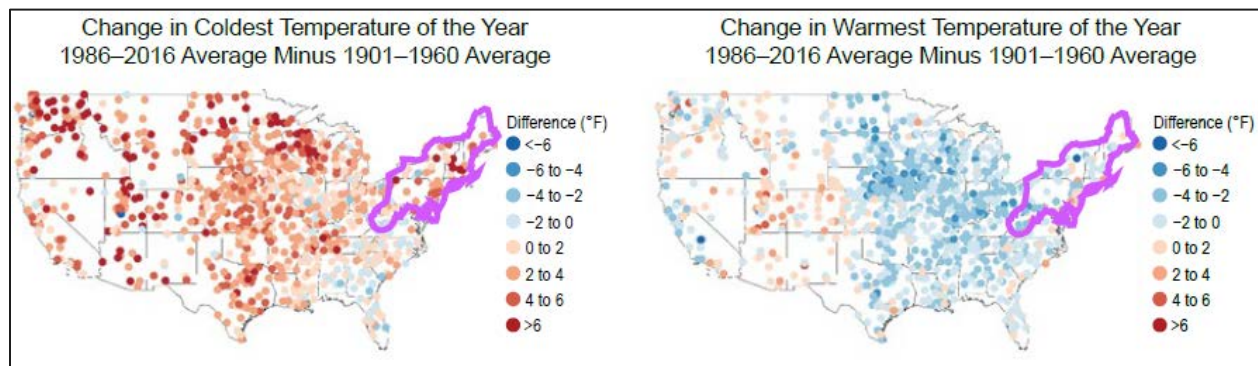 Change in Coldest Temperature of the Year
1986–2016 Average Minus 1901–1960 Average
Difference (°F)
<−6
−6 to −4
−4 to −2
−2 to 0
0 to 2
2 to 4
4 to 6
>6
Change in Warmest Temperature of the Year
1986–2016 Average Minus 1901–1960 Average
Difference (°F)
<−6
−6 to −4
−4 to −2
−2 to 0
0 to 2
2 to 4
4 to 6
>6